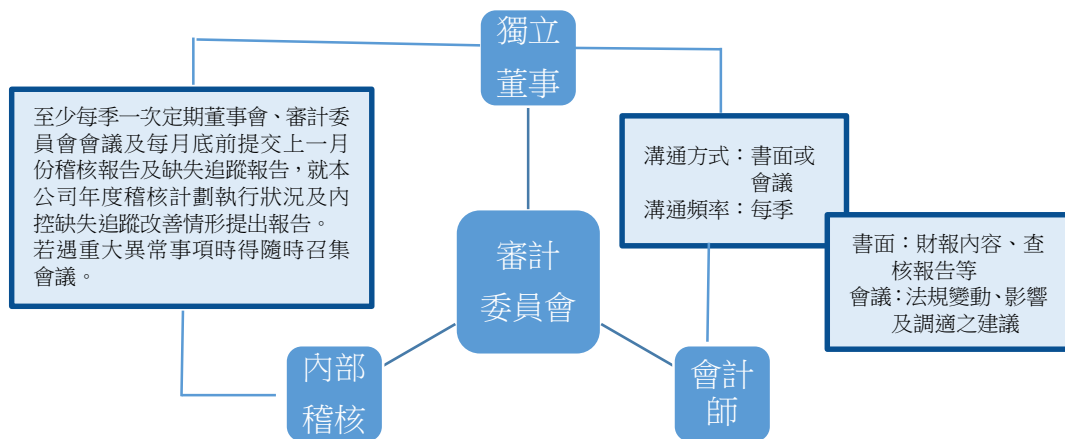 獨立
董事
至少每季一次定期董事會、審計委
員會會議及每月底前提交上一月
份稽核報告及缺失追蹤報告，就本
公司年度稽核計劃執行狀況及內
控缺失追蹤改善情形提出報告。
若遇重大異常事項時得隨時召集
會議。
溝通方式：書面或
會議
溝通頻率：每季
書面：財報內容、查
核報告等
會議：法規變動、影響
及調適之建議
審計
委員會
內部
稽核
會計
師